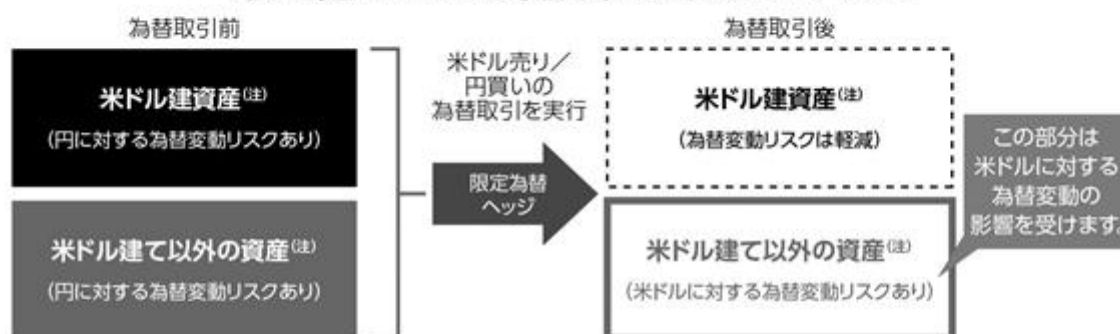 為替取引前
米ドル建資産(注)
(円に対する為替変動リスクあり)
米ドル建て以外の資産(注)
(円に対する為替変動リスクあり)
米ドル売り/
円買いの
為替取引を実行
限定為替
ヘッジ
為替取引後
米ドル建資産(注)
(為替変動リスクは軽減)
米ドル建て以外の資産(注)
(米ドルに対する為替変動リスクあり)
この部分は
米ドルに対する
為替変動の
影響を受けます。